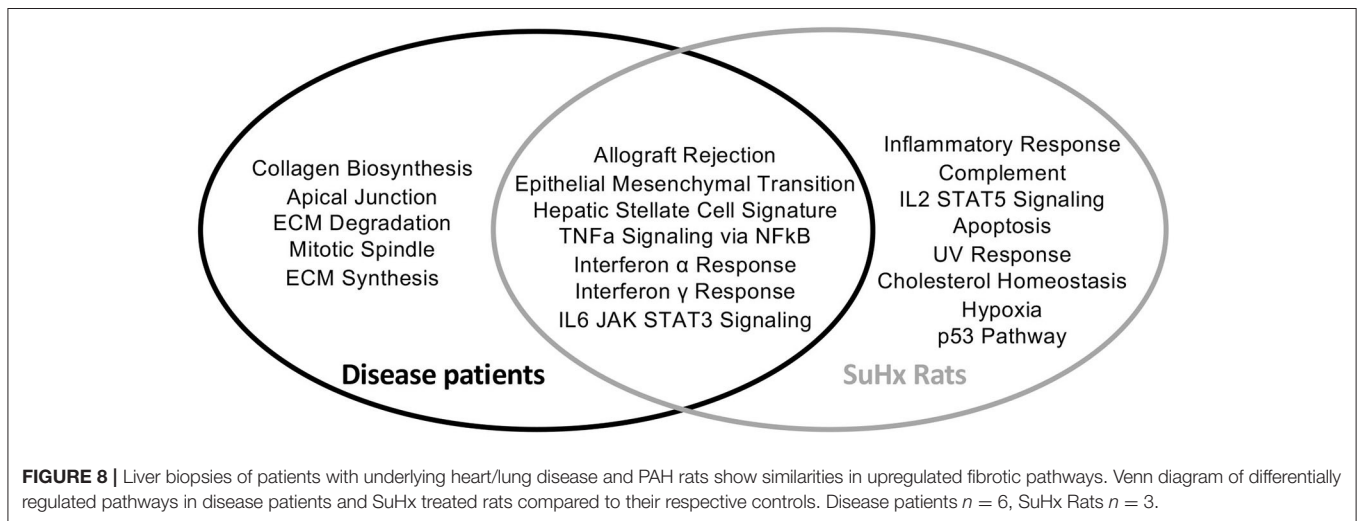 Collagen Biosynthesis
Apical Junction
ECM Degradation
Mitotic Spindle
ECM Synthesis
Disease patients
Allograft Rejection
Epithelial Mesenchymal Transition
Hepatic Stellate Cell Signature
TNFa Signaling via NFkB
Interferon α Response
Interferon γ Response
IL6 JAK STAT3 Signaling
Inflammatory Response
Complement
IL2 STAT5 Signaling
Apoptosis
UV Response
Cholesterol Homeostasis
Hypoxia
p53 Pathway
SuHx Rats
FIGURE 8 | Liver biopsies of patients with underlying heart/lung disease and PAH rats show similarities in upregulated fibrotic pathways. Venn diagram of differentially
regulated pathways in disease patients and SuHx treated rats compared to their respective controls. Disease patients n = 6, SuHx Rats n = 3.